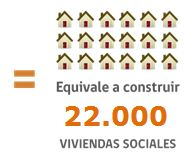 =
Equivale a construir
22.000
VIVIENDAS SOCIALES